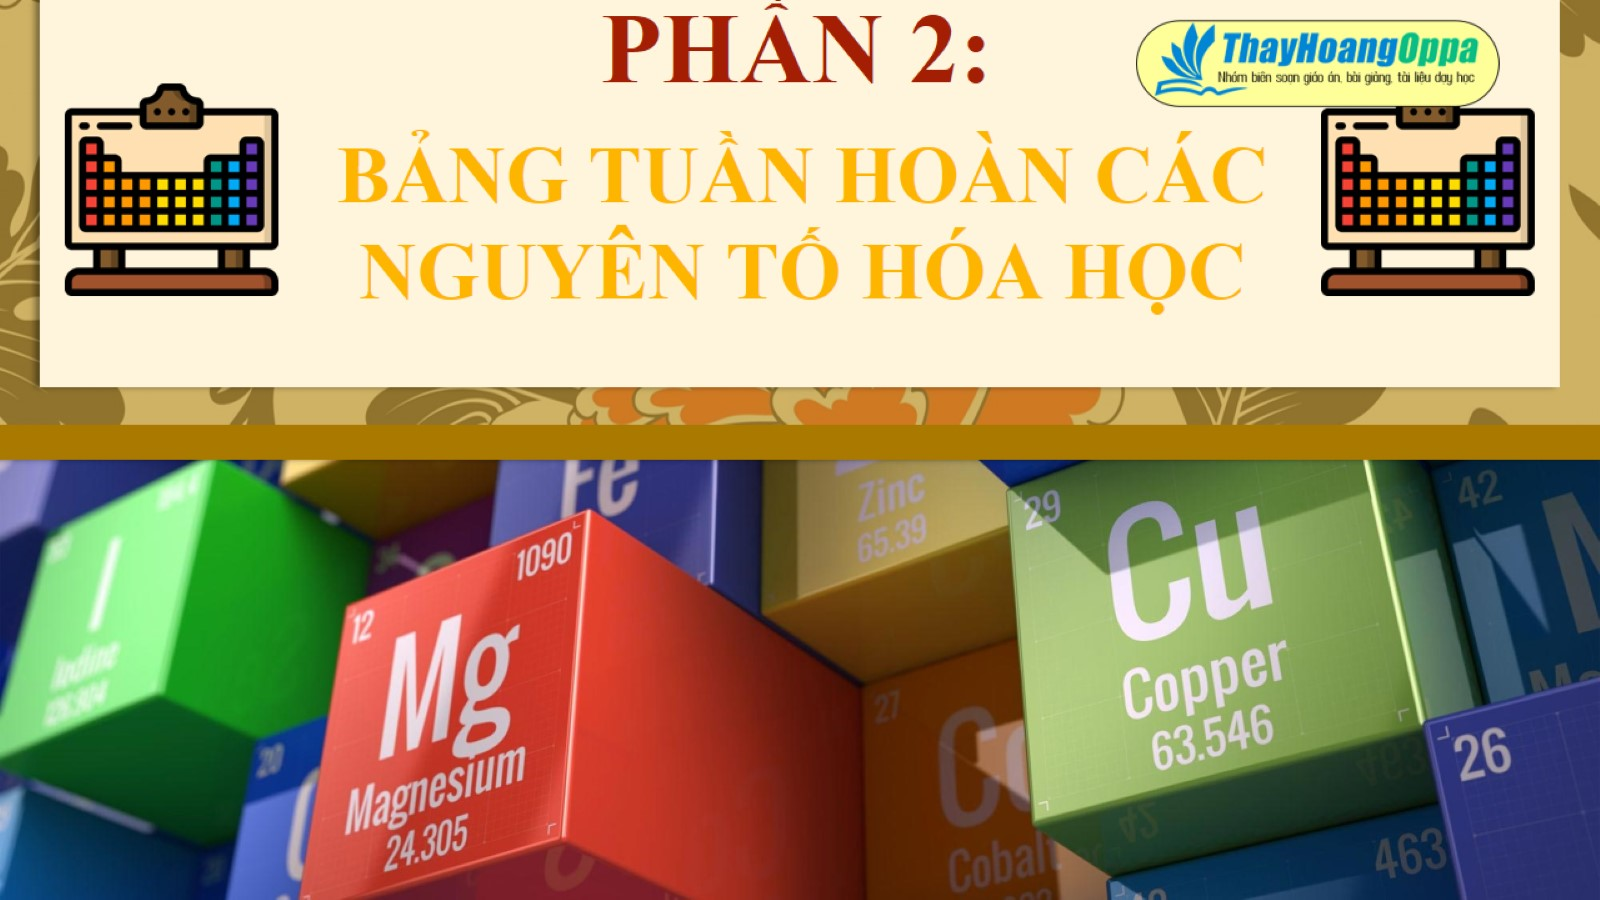 PHẦN 2:
ThayHoangOppa
Nhóm biên soạn giáo án, bài giảng, tài liệu dạy học
BẢNG TUẦN HOÀN CÁC
NGUYÊN TỐ HÓA HỌC
Fe
Zinc
65.39
29
Cu
Copper
63.546
42
I
1090
12
Mg
Magnesium
24.305
20
27
Co
Cobalt
26
463